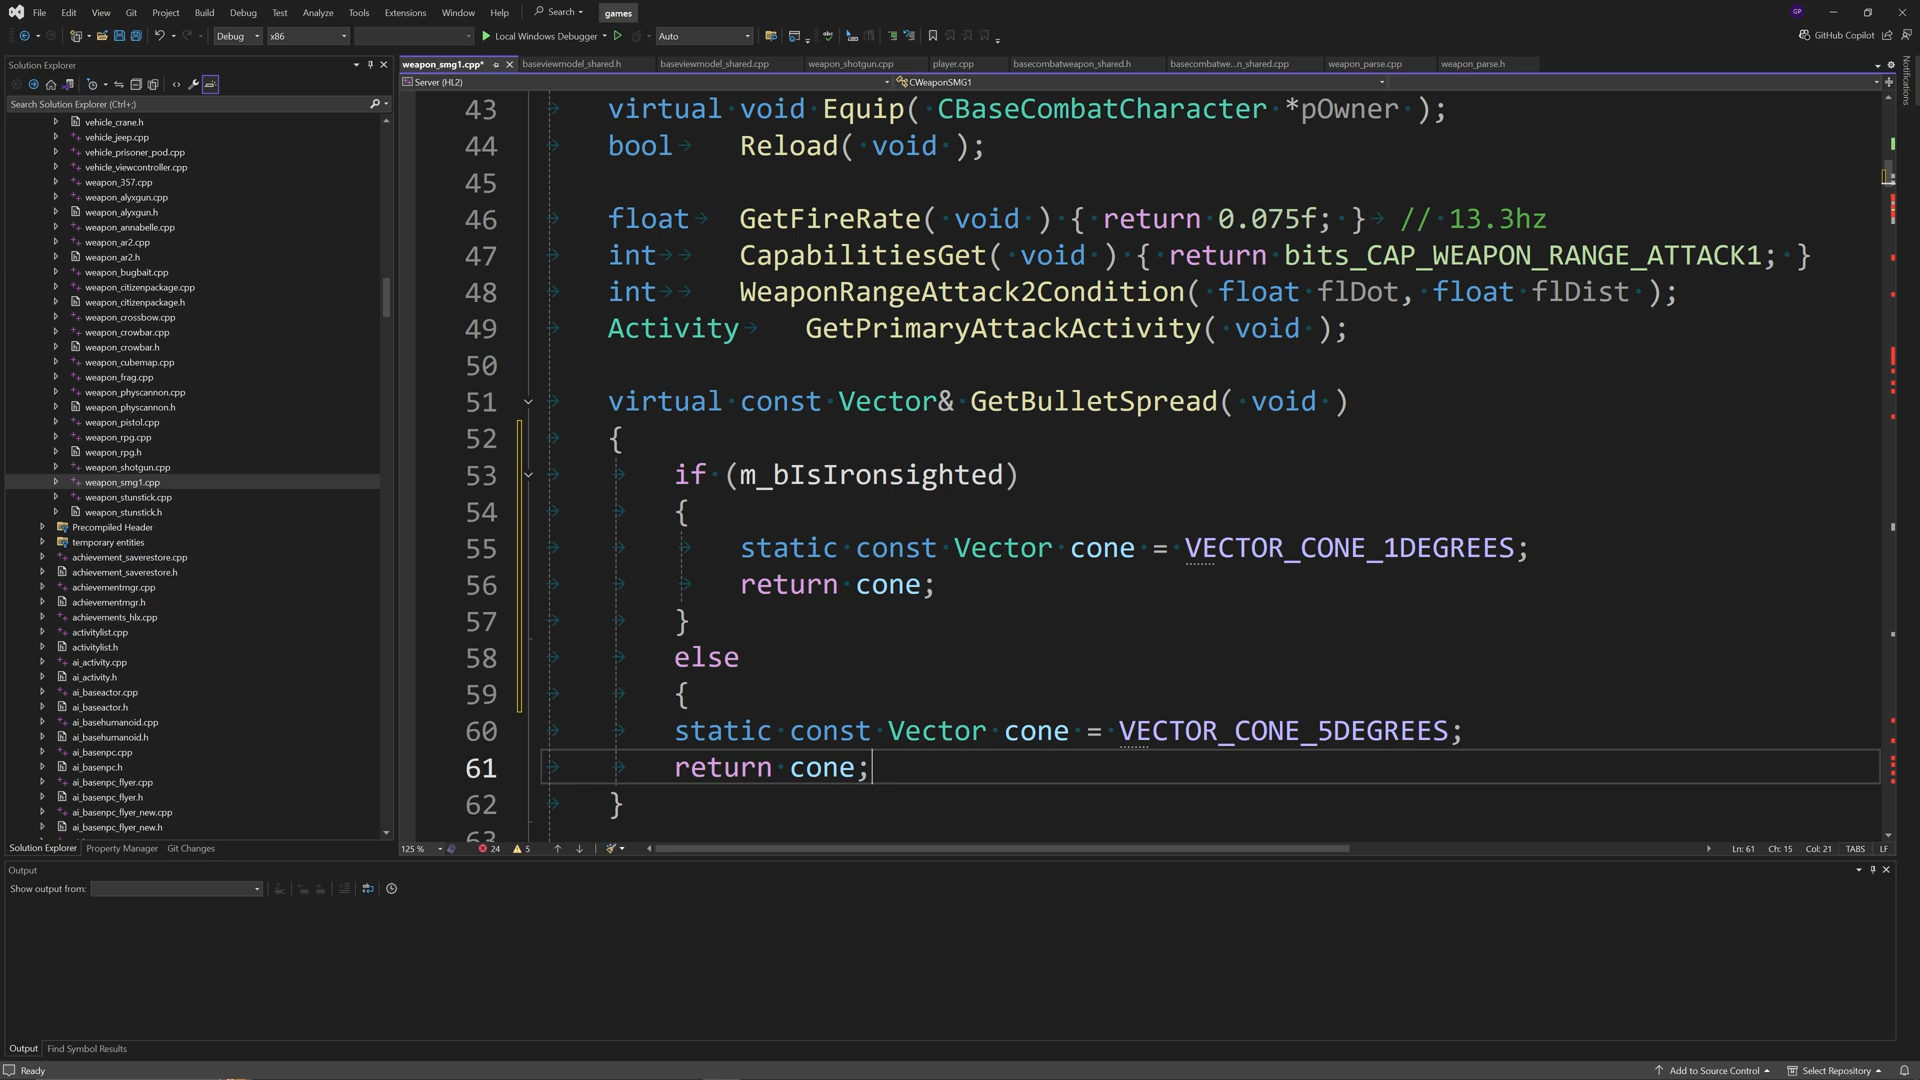 File Edit View Git Project Build Debug Test Analyze Tools Extensions Window Help Search games GP
Debug x86 Local Windows Debugger Auto GitHub Copilot
Solution Explorer
Search Solution Explorer (Ctrl+;)
vehicle_crane.h
vehicle_jeep.cpp
vehicle_prisoner_pod.cpp
vehicle_viewcontroller.cpp
weapon_357.cpp
weapon_alyxgun.cpp
weapon_alyxgun.h
weapon_annabelle.cpp
weapon_ar2.cpp
weapon_ar2.h
weapon_bugbait.cpp
weapon_citizenpackage.cpp
weapon_citizenpackage.h
weapon_crossbow.cpp
weapon_crowbar.cpp
weapon_crowbar.h
weapon_cubemap.cpp
weapon_frag.cpp
weapon_physcannon.cpp
weapon_physcannon.h
weapon_pistol.cpp
weapon_rpg.cpp
weapon_rpg.h
weapon_shotgun.cpp
weapon_smg1.cpp
weapon_stunstick.cpp
weapon_stunstick.h
Precompiled Header
temporary entities
achievement_saverestore.cpp
achievement_saverestore.h
achievementmgr.cpp
achievementmgr.h
achievements_hlx.cpp
activitylist.cpp
activitylist.h
ai_activity.cpp
ai_activity.h
ai_baseactor.cpp
ai_baseactor.h
ai_basehumanoid.cpp
ai_basehumanoid.h
ai_basenpc.cpp
ai_basenpc.h
ai_basenpc_flyer.cpp
ai_basenpc_flyer.h
ai_basenpc_flyer_new.cpp
ai_basenpc_flyer_new.h
Solution Explorer Property Manager Git Changes
weapon_smg1.cpp* baseviewmodel_shared.h baseviewmodel_shared.cpp weapon_shotgun.cpp player.cpp basecombatweapon_shared.h basecombatwe...n_shared.cpp weapon_parse.cpp weapon_parse.h
Server (HL2) CWeaponSMG1
43 virtual void Equip( CBaseCombatCharacter *pOwner );
44 bool Reload( void );
45
46 float GetFireRate( void ) { return 0.075f; } // 13.3hz
47 int CapabilitiesGet( void ) { return bits_CAP_WEAPON_RANGE_ATTACK1; }
48 int WeaponRangeAttack2Condition( float flDot, float flDist );
49 Activity GetPrimaryAttackActivity( void );
50
51 virtual const Vector& GetBulletSpread( void )
52 {
53 if (m_bIsIronsighted)
54 {
55 static const Vector cone = VECTOR_CONE_1DEGREES;
56 return cone;
57 }
58 else
59 {
60 static const Vector cone = VECTOR_CONE_5DEGREES;
61 return cone;
62 }
63
125 % 24 5 Ln: 61 Ch: 15 Col: 21 TABS LF
Notifications
Output
Show output from:
Output Find Symbol Results
Ready Add to Source Control Select Repository